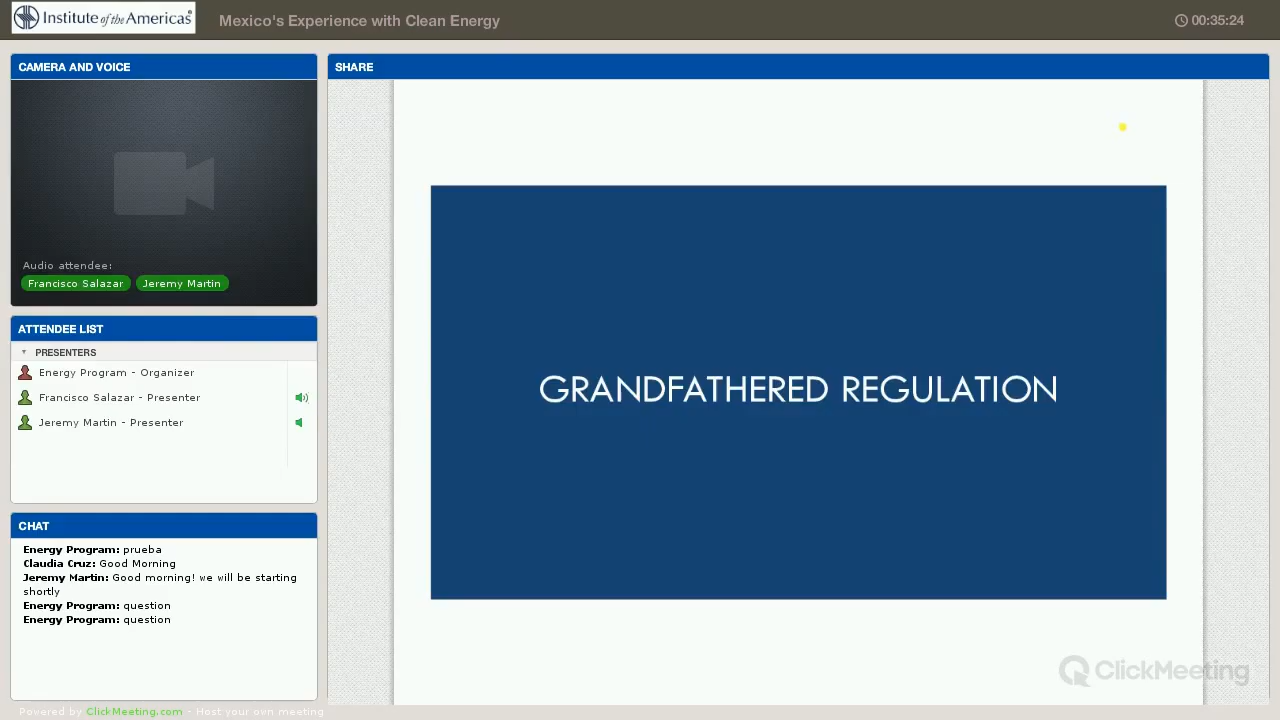 Institute of the Americas®
Mexico's Experience with Clean Energy
00:35:24
CAMERA AND VOICE
Audio attendee:
Francisco Salazar
Jeremy Martin
ATTENDEE LIST
PRESENTERS
Energy Program - Organizer
Francisco Salazar - Presenter
Jeremy Martin - Presenter
CHAT
Energy Program: prueba
Claudia Cruz: Good Morning
Jeremy Martin: Good morning! we will be starting
shortly
Energy Program: question
Energy Program: question
Powered by ClickMeeting.com - Host your own meeting
SHARE
GRANDFATHERED REGULATION
ClickMeeting